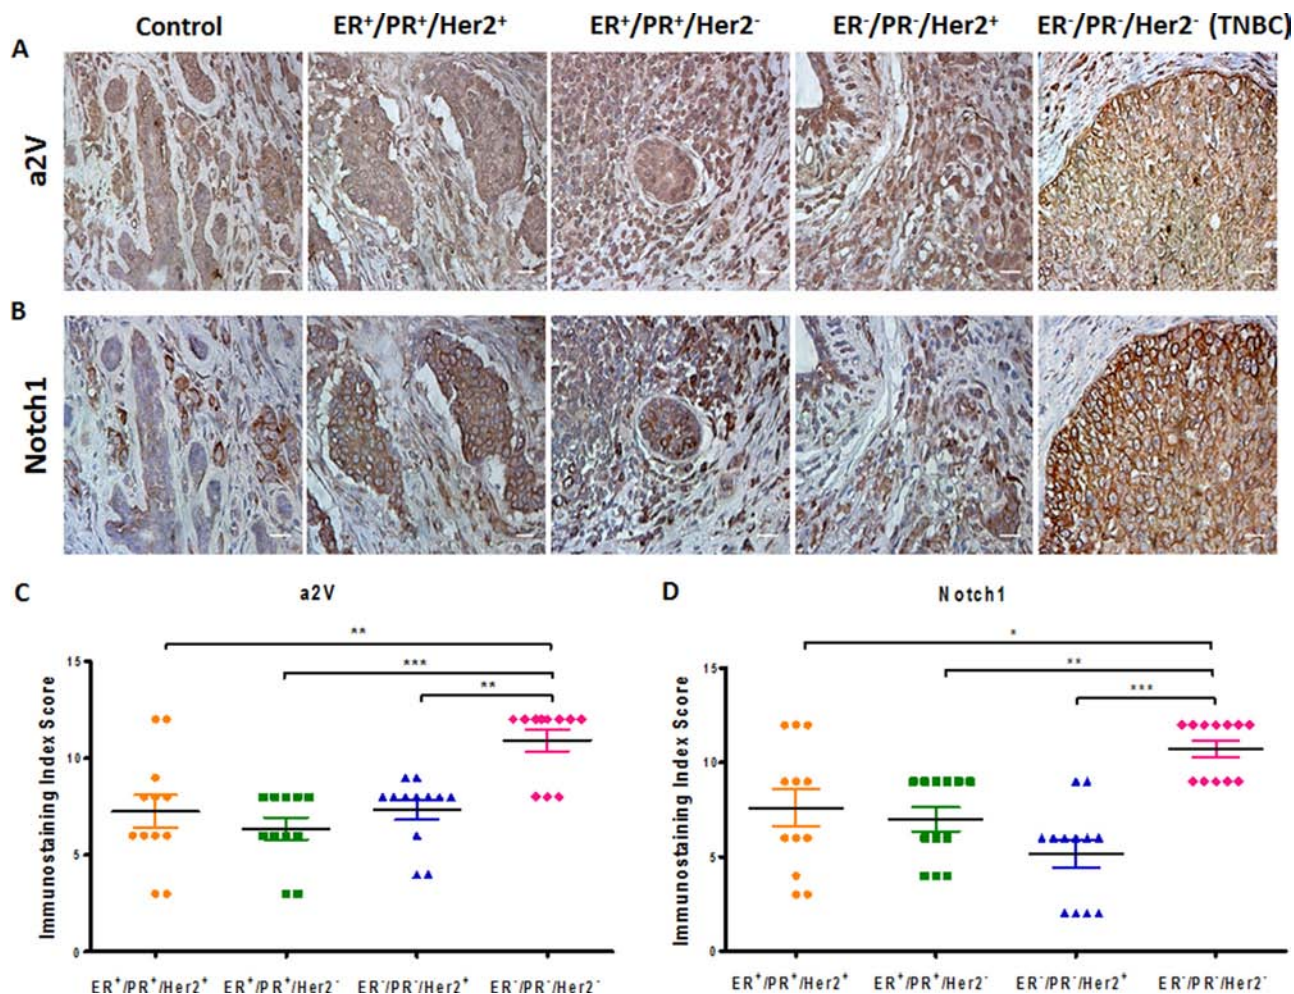 Control ER⁺/PR⁺/Her2⁺ ER⁺/PR⁺/Her2⁻ ER⁻/PR⁻/Her2⁺ ER⁻/PR⁻/Her2⁻ (TNBC)
A
a2V
B
Notch1
C
a2V
**
***
**
15
10
5
0
Immunostaining Index Score
ER⁺/PR⁺/Her2⁺ ER⁺/PR⁺/Her2⁻ ER⁻/PR⁻/Her2⁺ ER⁻/PR⁻/Her2⁻
D
Notch1
*
**
***
15
10
5
0
Immunostaining Index Score
ER⁺/PR⁺/Her2⁺ ER⁺/PR⁺/Her2⁻ ER⁻/PR⁻/Her2⁺ ER⁻/PR⁻/Her2⁻